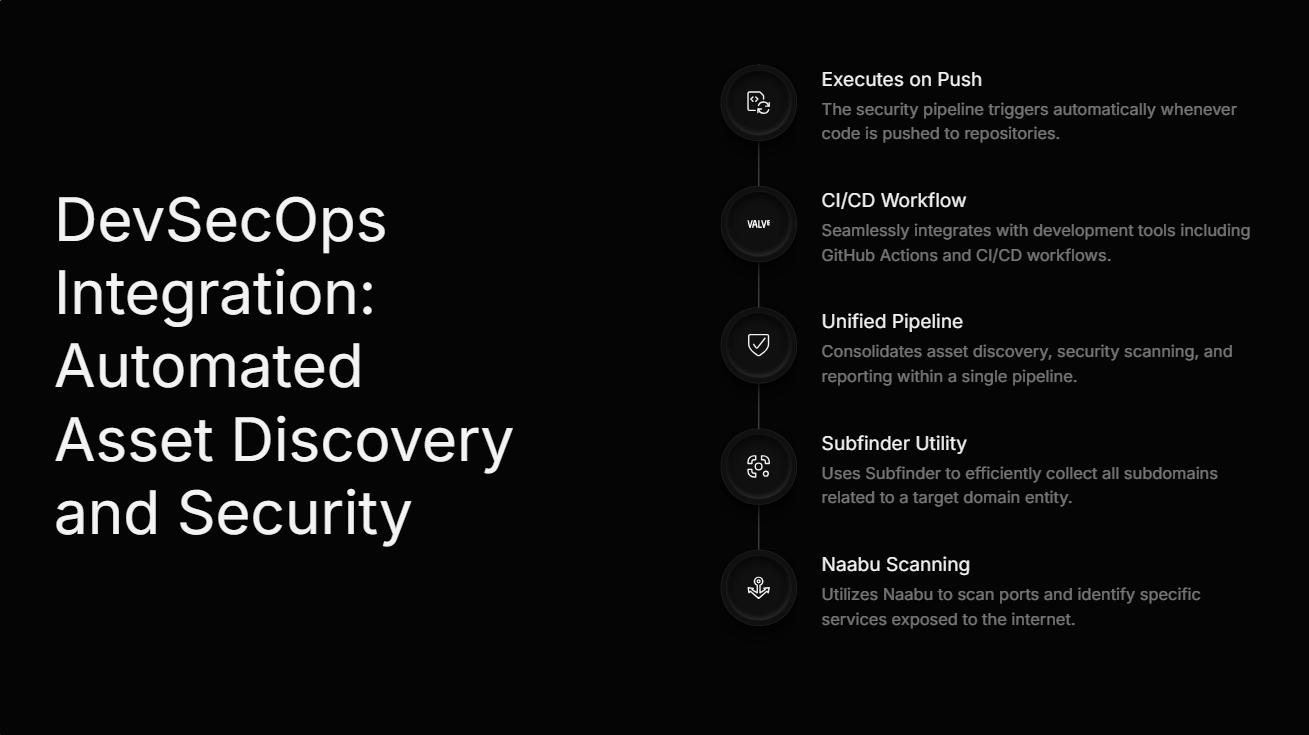 DevSecOps
Integration:
Automated
Asset Discovery
and Security
Executes on Push
The security pipeline triggers automatically whenever
code is pushed to repositories.
VALVE
CI/CD Workflow
Seamlessly integrates with development tools including
GitHub Actions and CI/CD workflows.
Unified Pipeline
Consolidates asset discovery, security scanning, and
reporting within a single pipeline.
Subfinder Utility
Uses Subfinder to efficiently collect all subdomains
related to a target domain entity.
Naabu Scanning
Utilizes Naabu to scan ports and identify specific
services exposed to the internet.